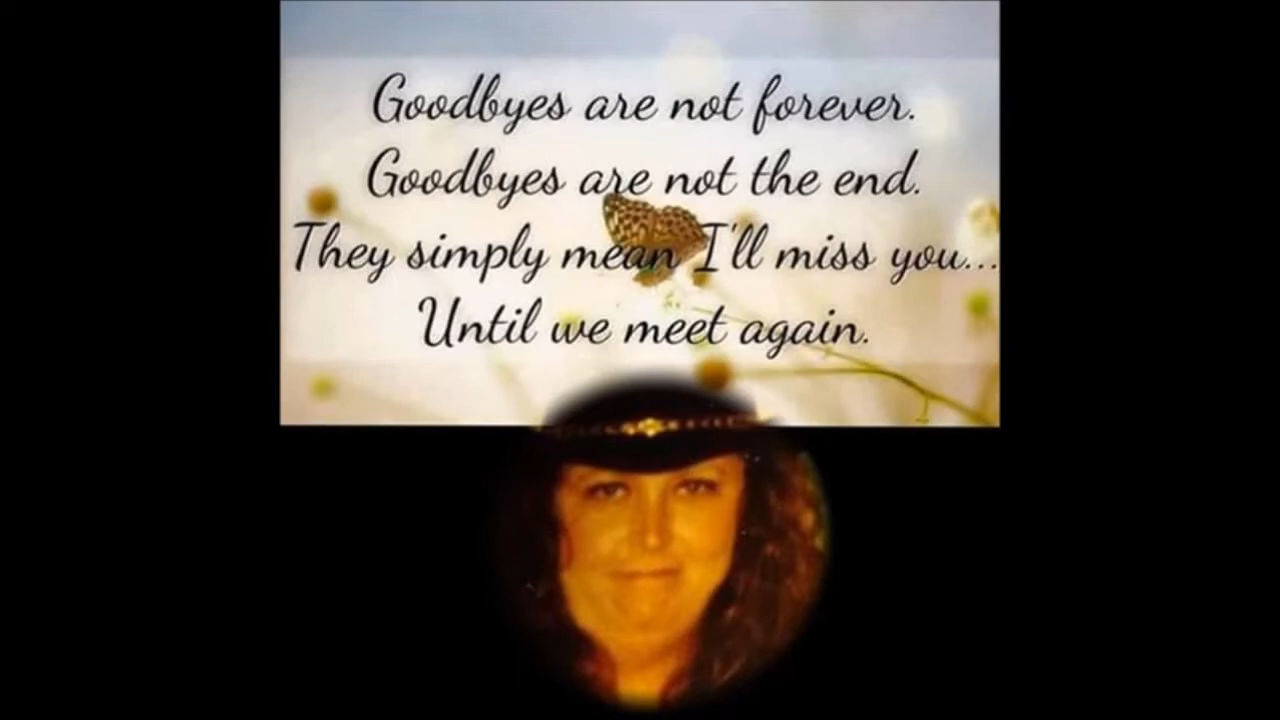 Goodbyes are not forever.
Goodbyes are not the end.
They simply mean I'll miss you...
Until we meet again.